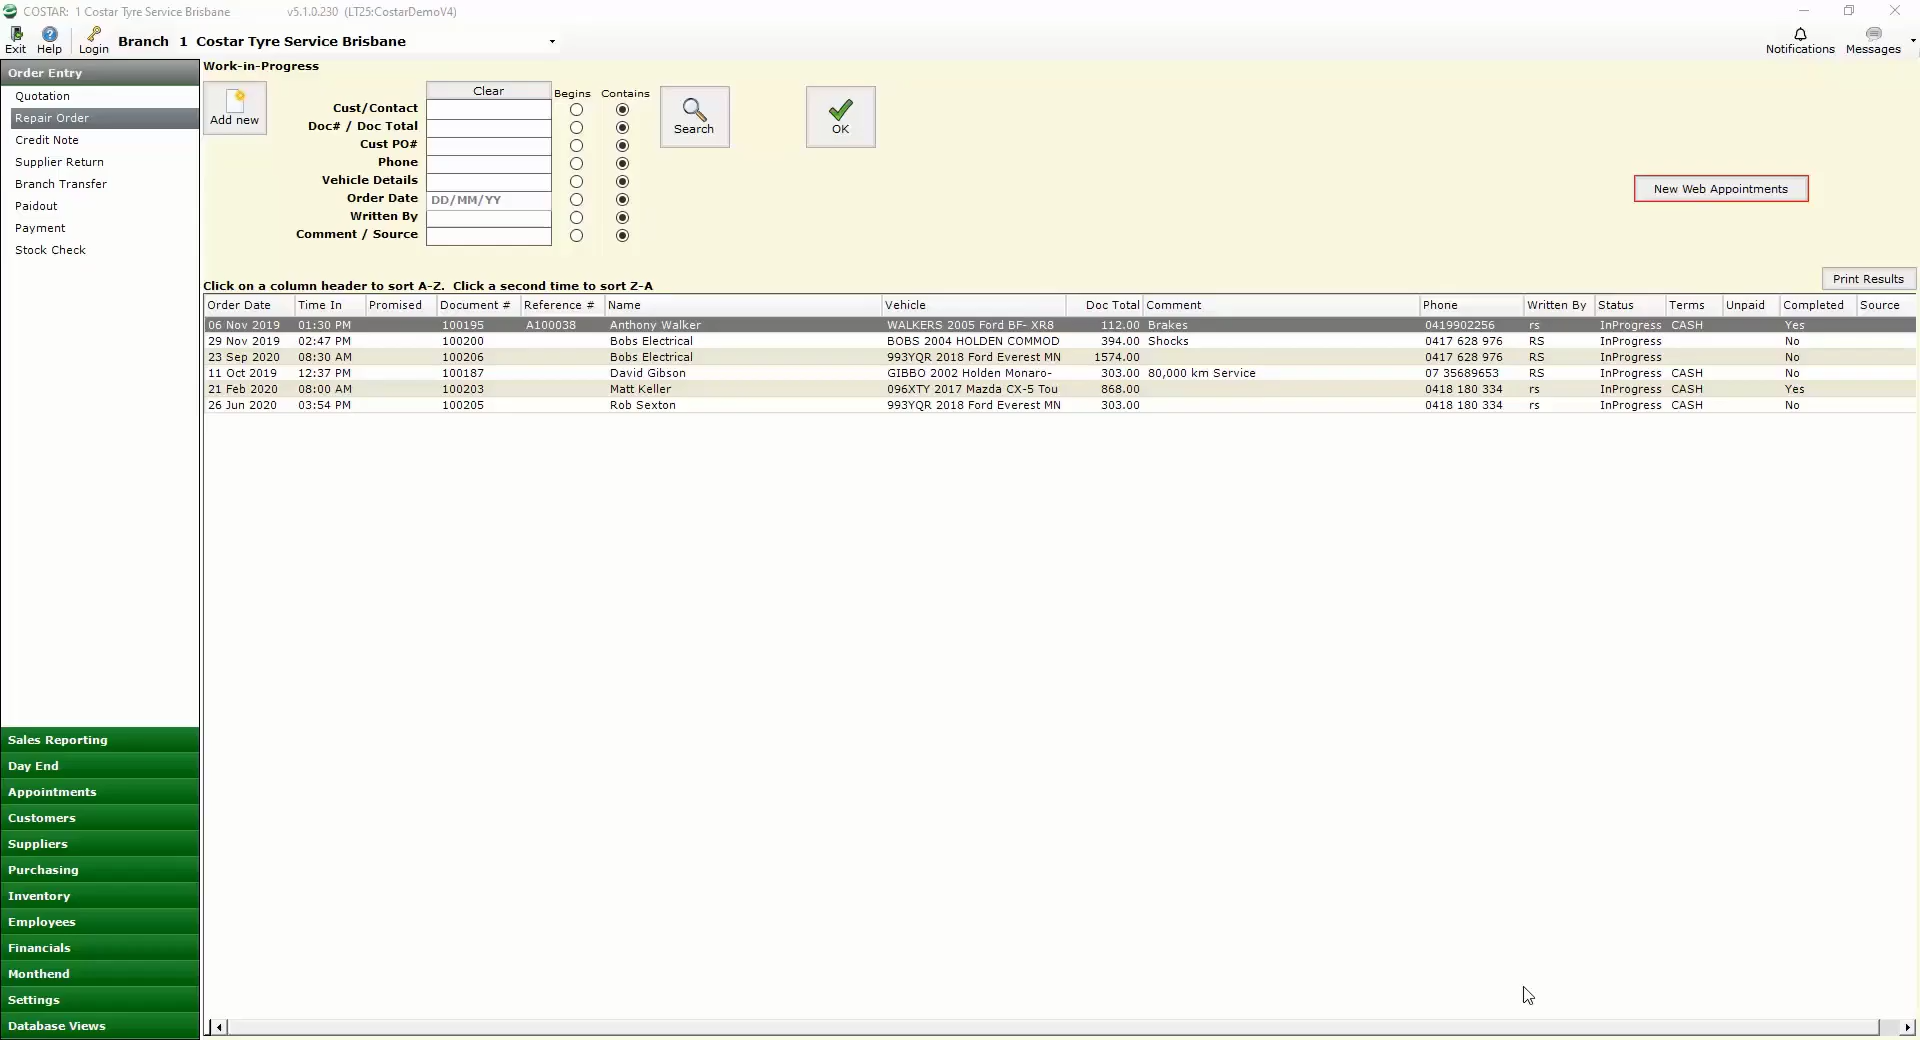 COSTAR: 1 Costar Tyre Service Brisbane v5.1.0.230 (LT25:CostarDemoV4)
Exit Help Login Branch 1 Costar Tyre Service Brisbane Notifications Messages
Order Entry
Quotation
Repair Order
Credit Note
Supplier Return
Branch Transfer
Paidout
Payment
Stock Check
Sales Reporting
Day End
Appointments
Customers
Suppliers
Purchasing
Inventory
Employees
Financials
Monthend
Settings
Database Views
Work-in-Progress
Add new
Clear Begins Contains
Cust/Contact
Doc# / Doc Total
Cust PO#
Phone
Vehicle Details
Order Date DD/MM/YY
Written By
Comment / Source
Search
OK
New Web Appointments
Print Results
Click on a column header to sort A-Z. Click a second time to sort Z-A
Order Date Time In Promised Document # Reference # Name Vehicle Doc Total Comment Phone Written By Status Terms Unpaid Completed Source
06 Nov 2019 01:30 PM 100195 A100038 Anthony Walker WALKERS 2005 Ford BF- XR8 112.00 Brakes 0419902256 rs InProgress CASH Yes
29 Nov 2019 02:47 PM 100200 Bobs Electrical BOBS 2004 HOLDEN COMMOD 394.00 Shocks 0417 628 976 RS InProgress No
23 Sep 2020 08:30 AM 100206 Bobs Electrical 993YQR 2018 Ford Everest MN 1574.00 0417 628 976 RS InProgress No
11 Oct 2019 12:37 PM 100187 David Gibson GIBBO 2002 Holden Monaro- 303.00 80,000 km Service 07 35689653 RS InProgress CASH No
21 Feb 2020 08:00 AM 100203 Matt Keller 096XTY 2017 Mazda CX-5 Tou 868.00 0418 180 334 rs InProgress CASH Yes
26 Jun 2020 03:54 PM 100205 Rob Sexton 993YQR 2018 Ford Everest MN 303.00 0418 180 334 rs InProgress CASH No